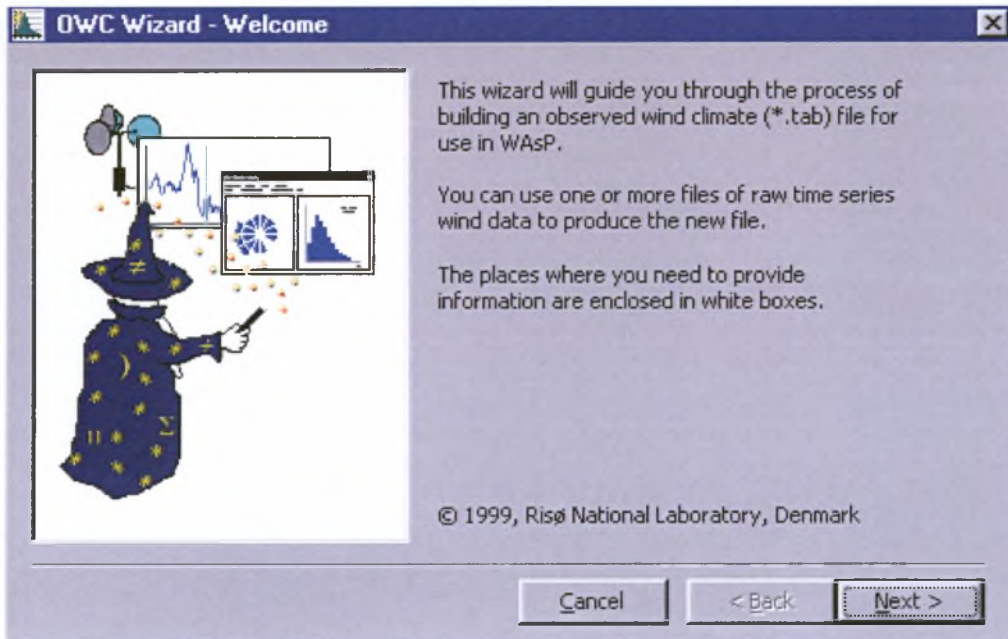 OWC Wizard - Welcome
This wizard will guide you through the process of
building an observed wind climate (*.tab) file for
use in WAsP.
You can use one or more files of raw time series
wind data to produce the new file.
The places where you need to provide
information are enclosed in white boxes.
© 1999, Risø National Laboratory, Denmark
Cancel
< Back
Next >